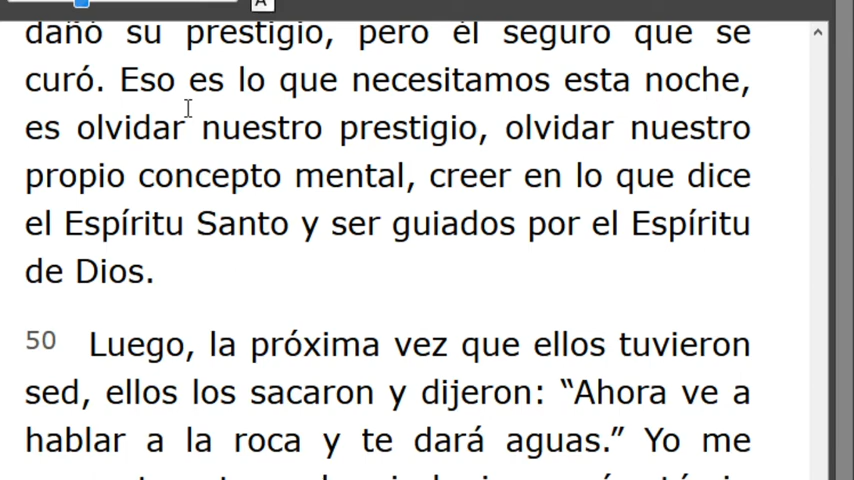 A
dañó su prestigio, pero él seguro que se
curó. Eso es lo que necesitamos esta noche,
es olvidar nuestro prestigio, olvidar nuestro
propio concepto mental, creer en lo que dice
el Espíritu Santo y ser guiados por el Espíritu
de Dios.
50 Luego, la próxima vez que ellos tuvieron
sed, ellos los sacaron y dijeron: “Ahora ve a
hablar a la roca y te dará aguas.” Yo me